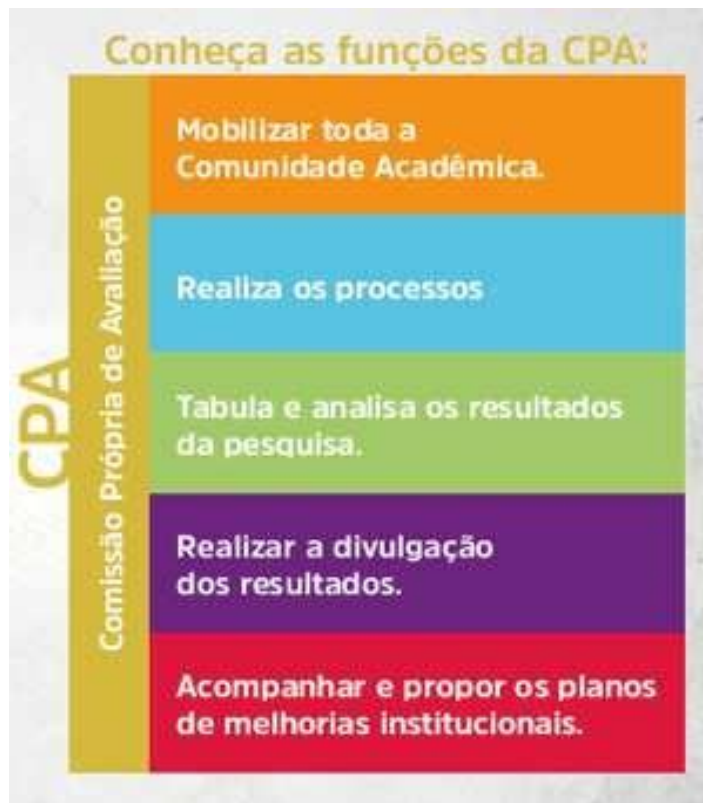 Conheça as funções da CPA:
CPA
Comissão Própria de Avaliação
Mobilizar toda a
Comunidade Acadêmica.
Realiza os processos
Tabula e analisa os resultados
da pesquisa.
Realizar a divulgação
dos resultados.
Acompanhar e propor os planos
de melhorias institucionais.